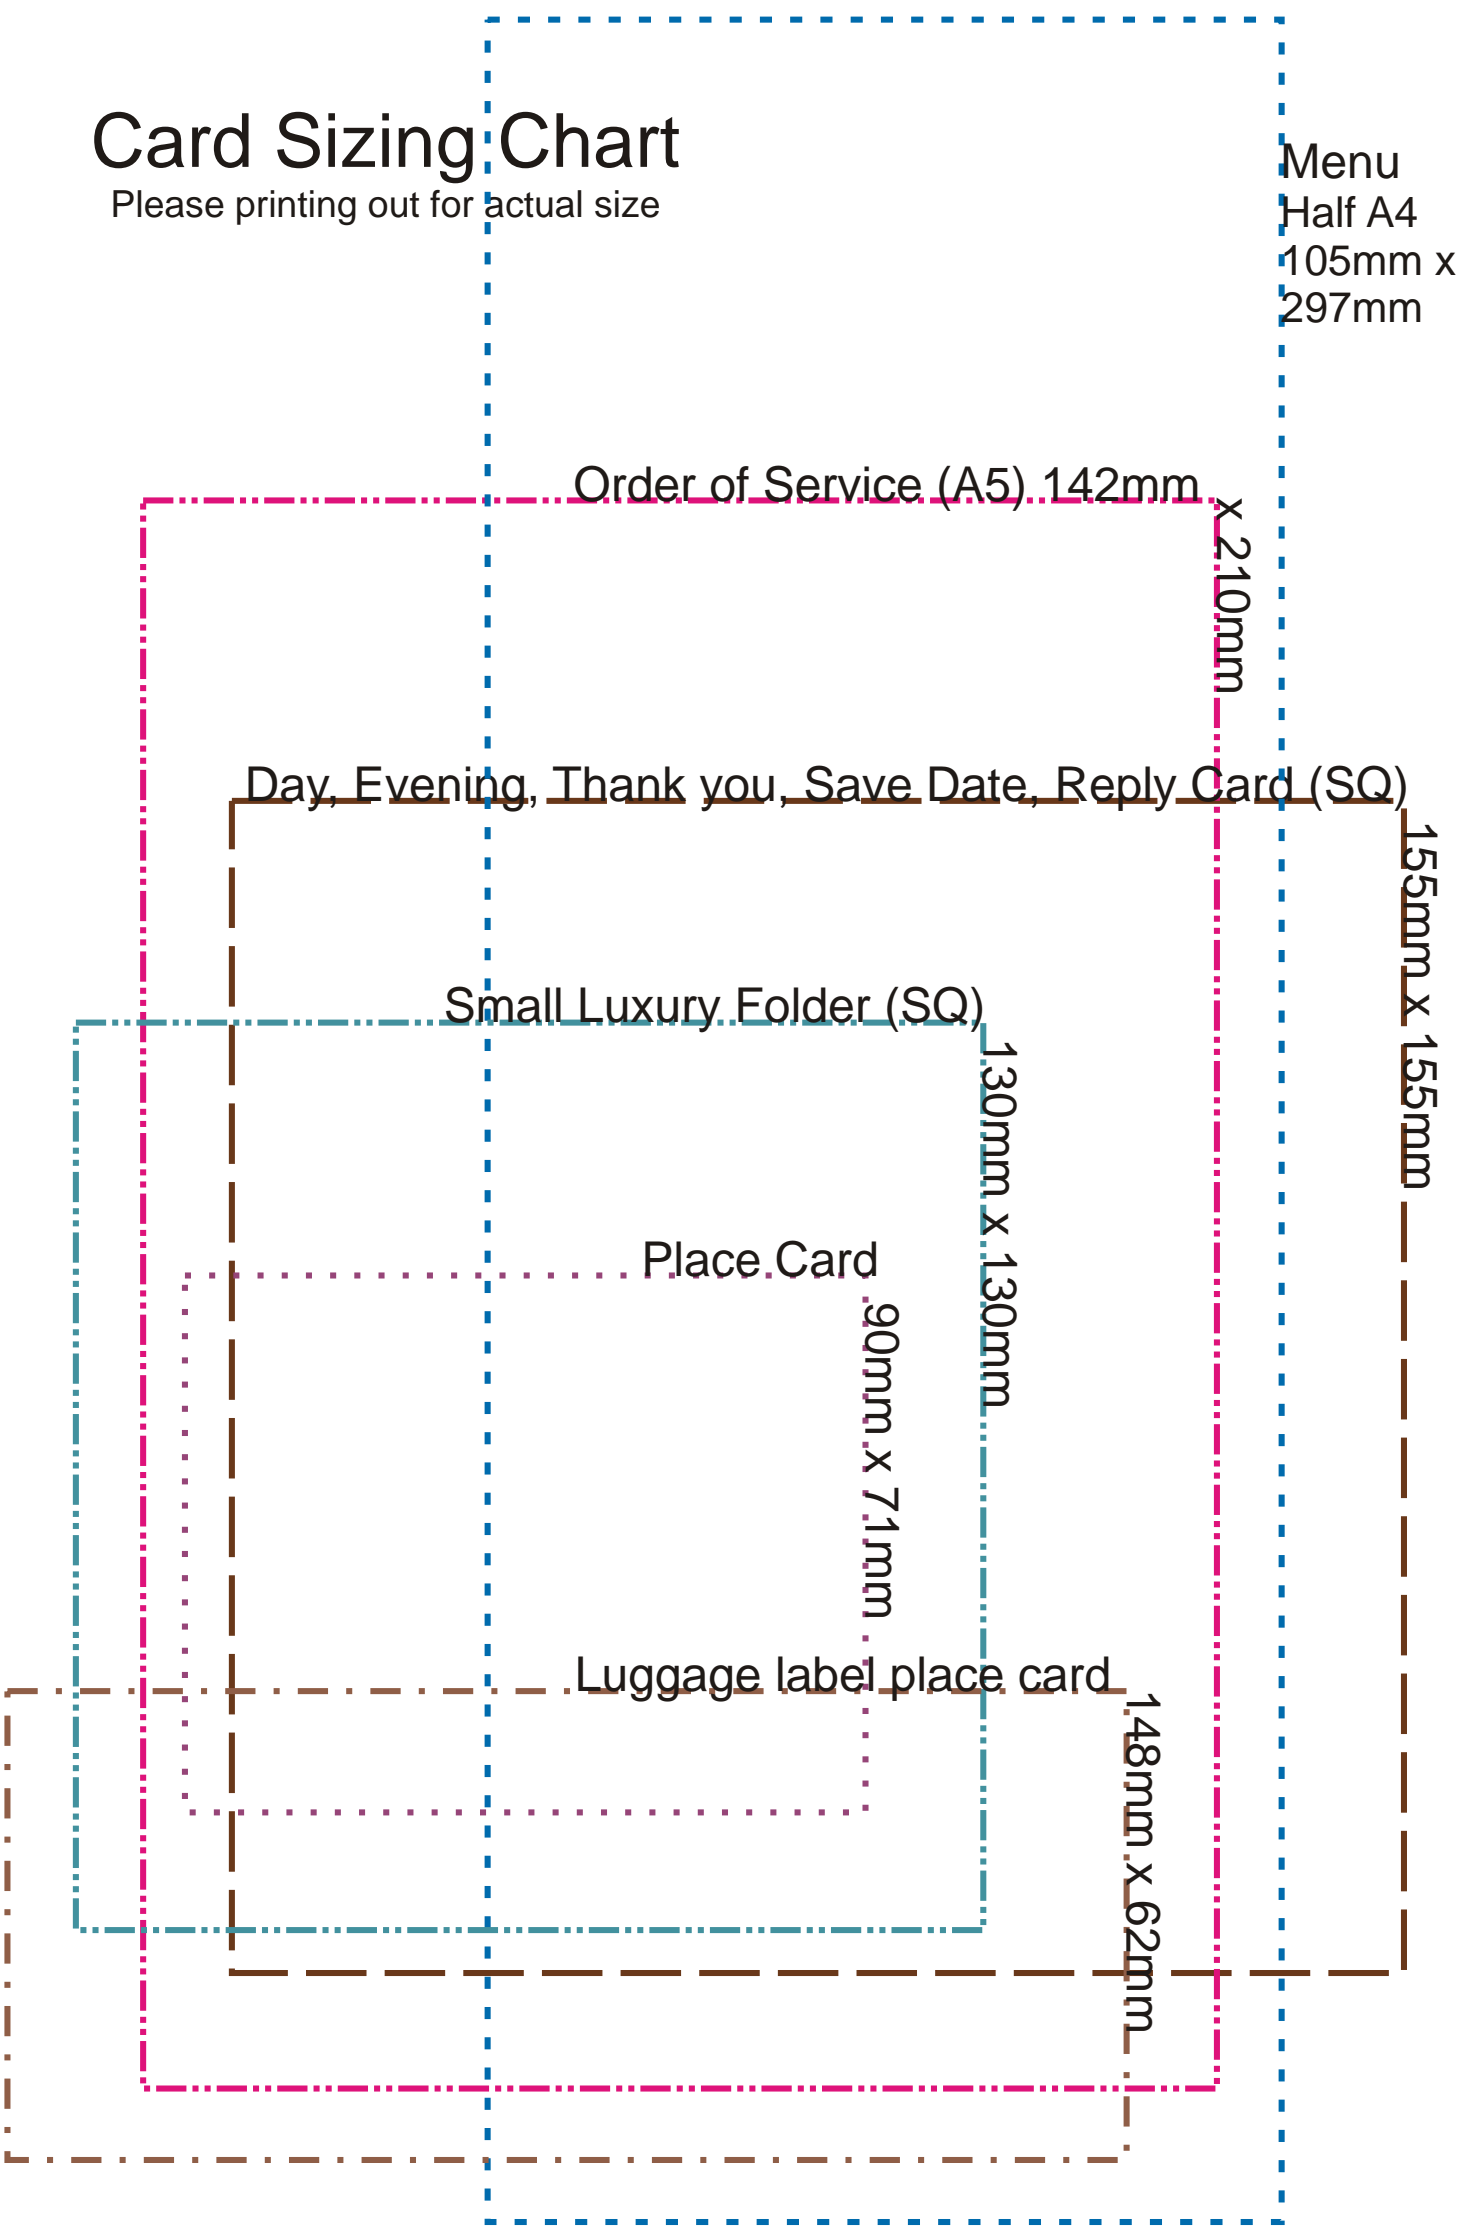 Card Sizing Chart
Please printing out for actual size
Menu
Half A4
105mm x
297mm
Order of Service (A5) 142mm
x 210mm
Day, Evening, Thank you, Save Date, Reply Card (SQ)
155mm x 155mm
Small Luxury Folder (SQ)
130mm x 130mm
Place Card
90mm x 71mm
Luggage label place card
148mm x 62mm